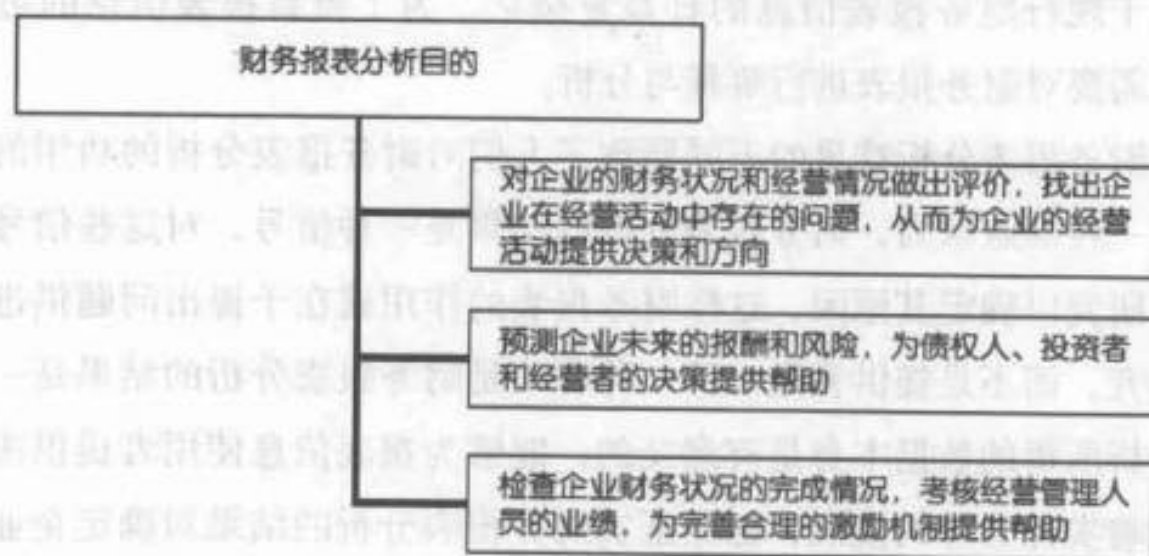 财务报表分析目的
对企业的财务状况和经营情况做出评价，找出企
业在经营活动中存在的问题，从而为企业的经营
活动提供决策和方向
预测企业未来的报酬和风险，为债权人、投资者
和经营者的决策提供帮助
检查企业财务状况的完成情况，考核经营管理人
员的业绩，为完善合理的激励机制提供帮助